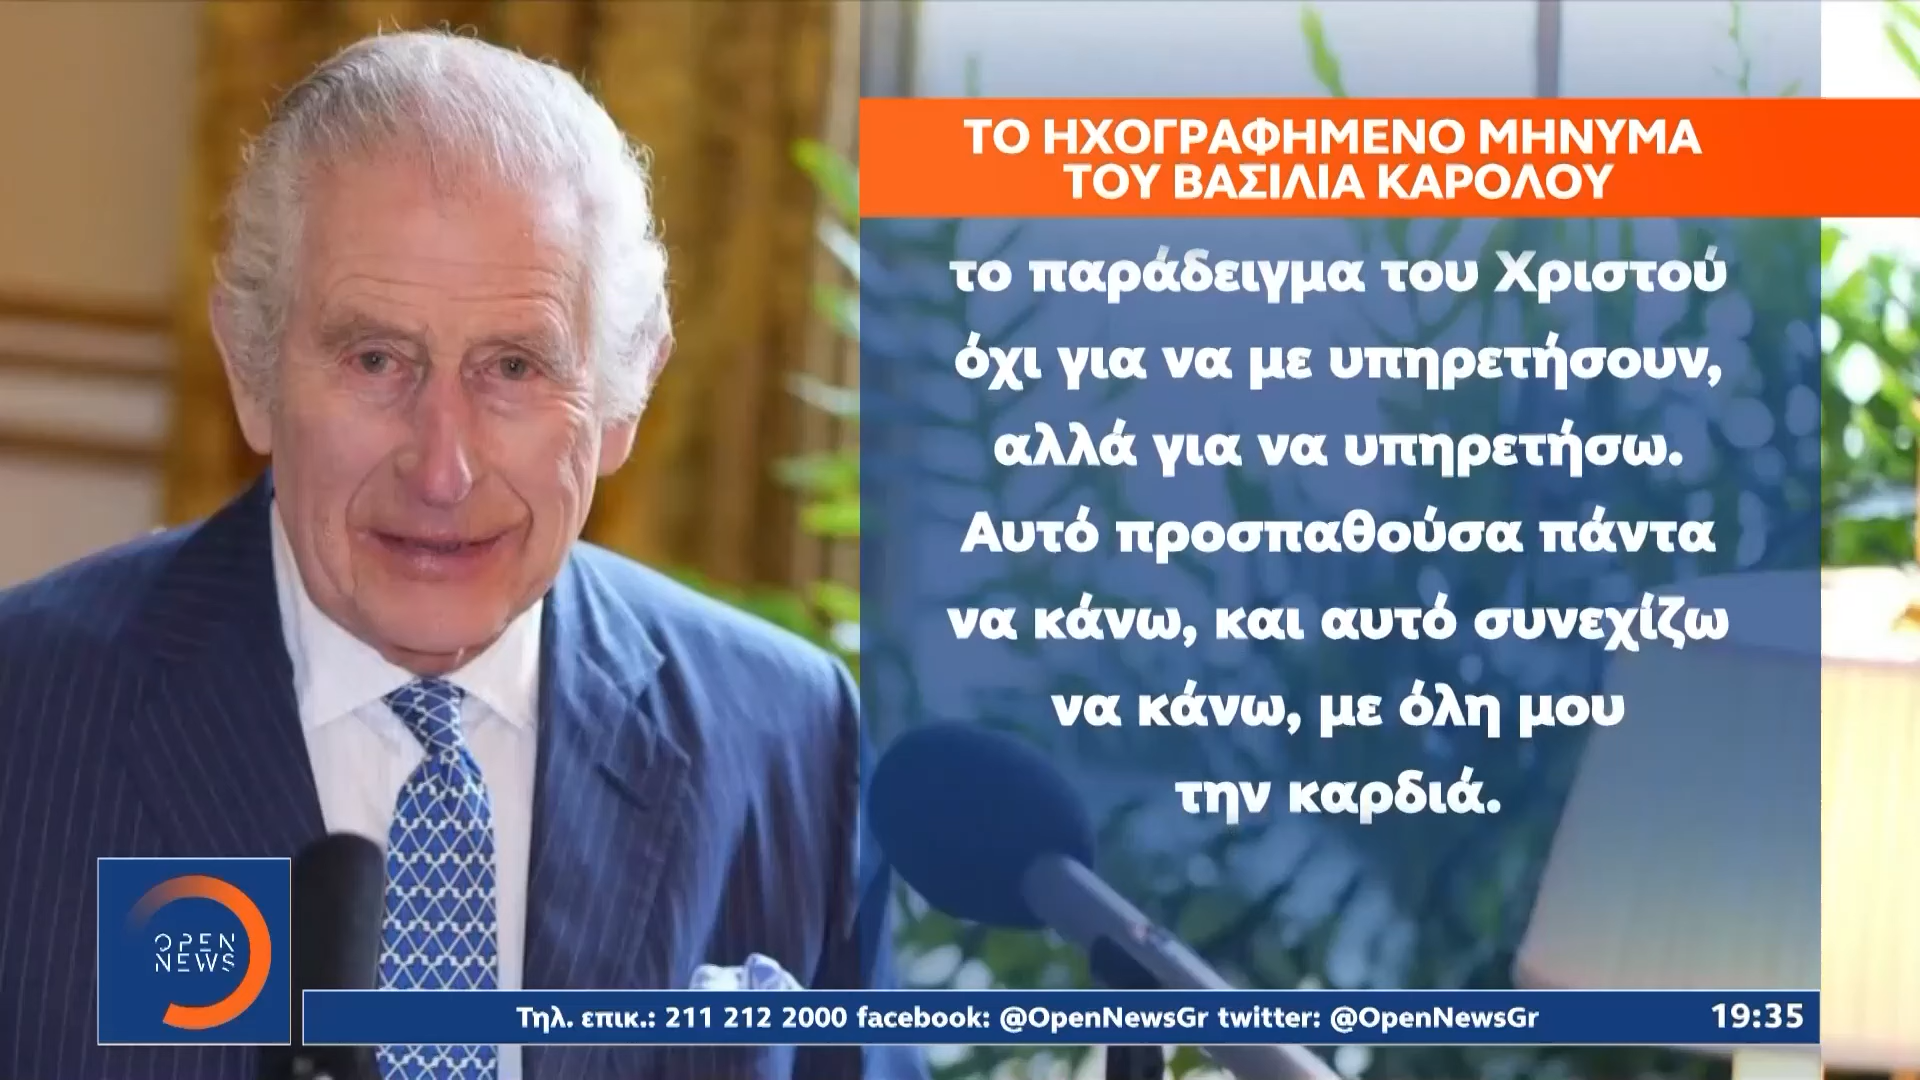 ΤΟ ΗΧΟΓΡΑΦΗΜΕΝΟ ΜΗΝΥΜΑ
ΤΟΥ ΒΑΣΙΛΙΑ ΚΑΡΟΛΟΥ
το παράδειγμα του Χριστού
όχι για να με υπηρετήσουν,
αλλά για να υπηρετήσω.
Αυτό προσπαθούσα πάντα
να κάνω, και αυτό συνεχίζω
να κάνω, με όλη μου
την καρδιά.
OPEN
NEWS
Τηλ. επικ.: 211 212 2000 facebook: @OpenNewsGr twitter: @OpenNewsGr 19:35